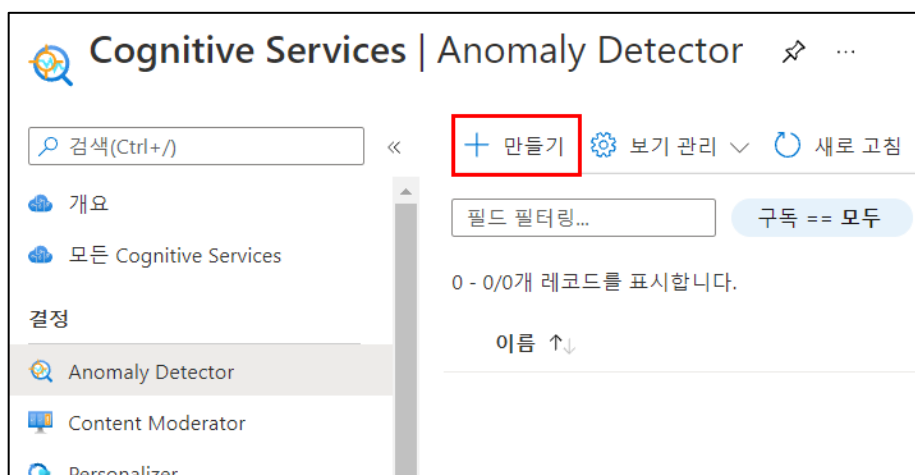 Cognitive Services | Anomaly Detector
검색(Ctrl+/)
개요
모든 Cognitive Services
결정
Anomaly Detector
Content Moderator
Personalizer
만들기 보기 관리 새로 고침
필드 필터링... 구독 == 모두
0 - 0/0개 레코드를 표시합니다.
이름